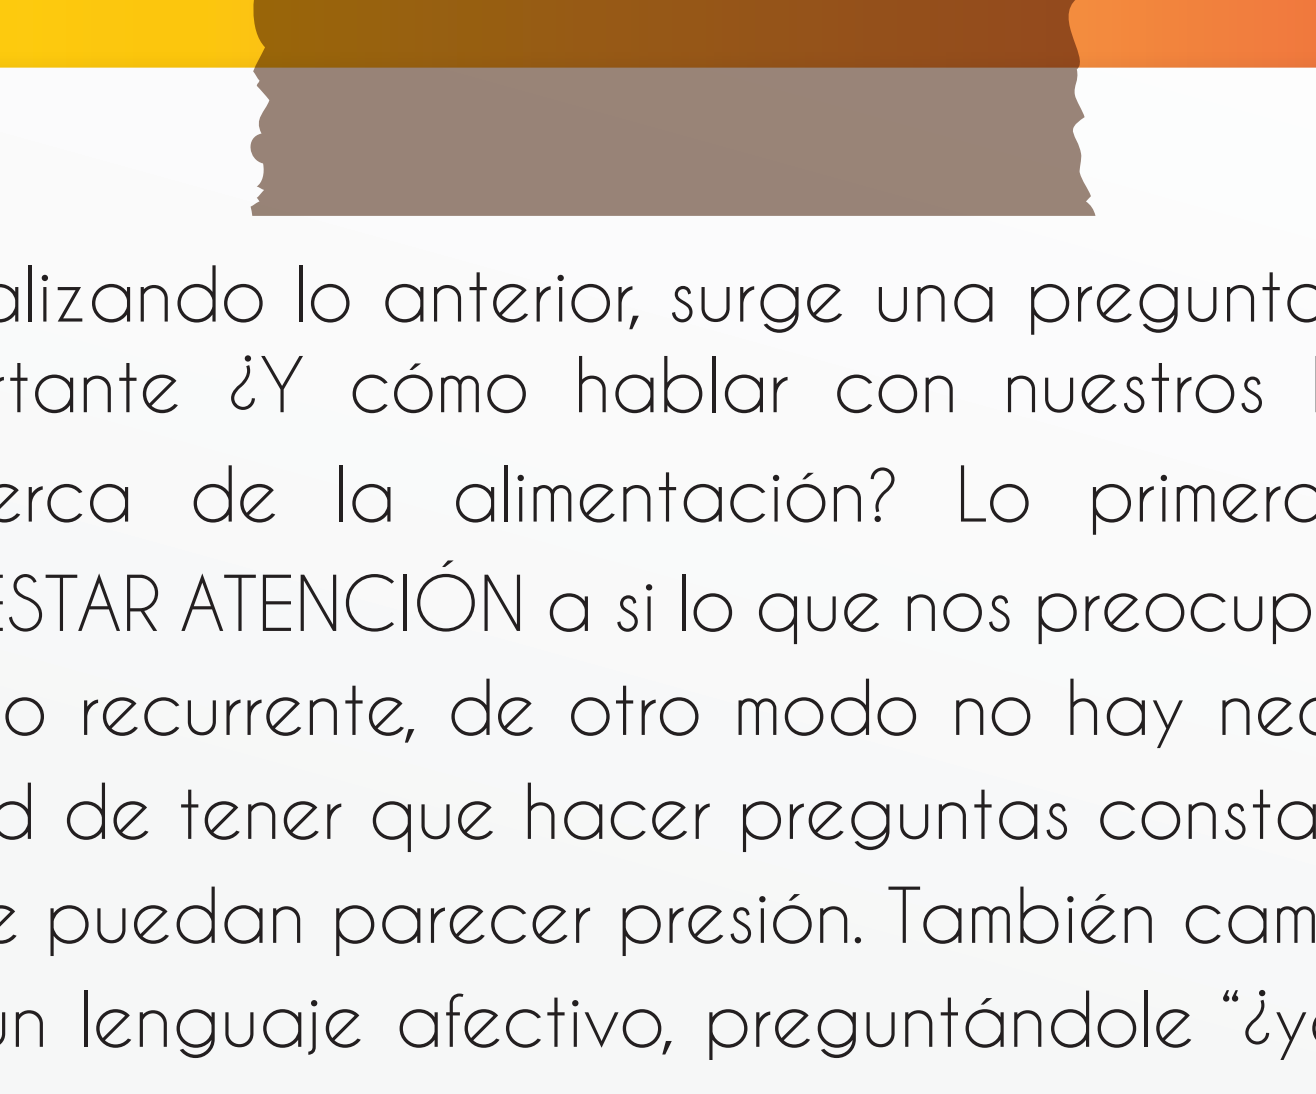 alizando lo anterior, surge una pregunta
rtante ¿Y cómo hablar con nuestros
erca de la alimentación? Lo primero
ESTAR ATENCIÓN a si lo que nos preocup
o recurrente, de otro modo no hay nec
d de tener que hacer preguntas consta
e puedan parecer presión. También cam
un lenguaje afectivo, preguntándole “¿ya